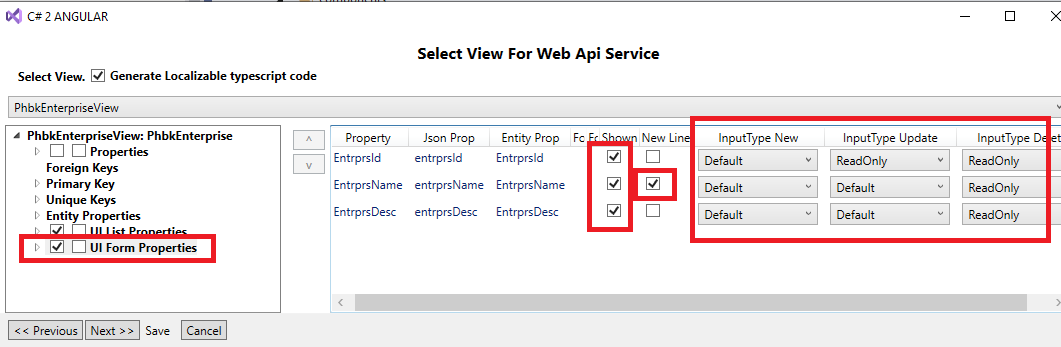 C# 2 ANGULAR
Select View For Web Api Service
Select View. Generate Localizable typescript code
PhbkEnterpriseView
PhbkEnterpriseView: PhbkEnterprise
Properties
Foreign Keys
Primary Key
Unique Keys
Entity Properties
UI List Properties
UI Form Properties
^
v
Property Json Prop Entity Prop Fc Fc Shown New Line InputType New InputType Update InputType Delet
EntrprsId entrprsId EntrprsId Default ReadOnly ReadOnly
EntrprsName entrprsName EntrprsName Default Default ReadOnly
EntrprsDesc entrprsDesc EntrprsDesc Default Default ReadOnly
<< Previous Next >> Save Cancel